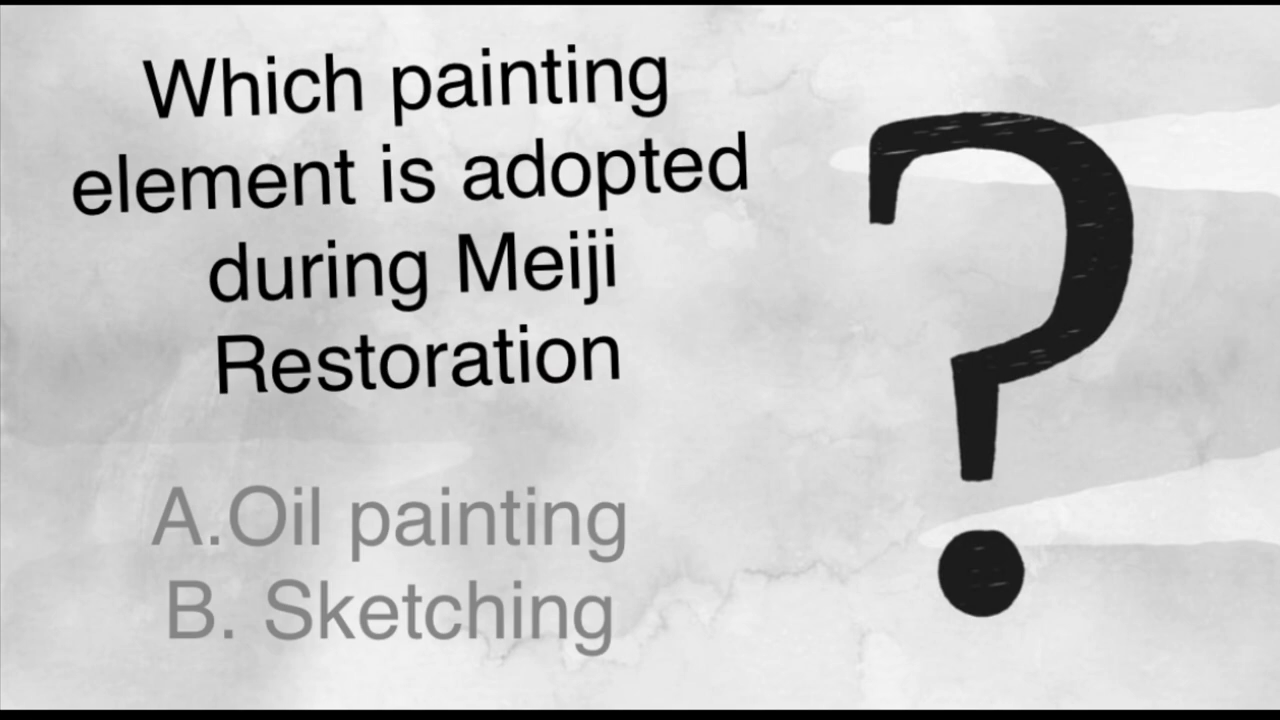 Which painting
element is adopted
during Meiji
Restoration
A.Oil painting
B. Sketching
?